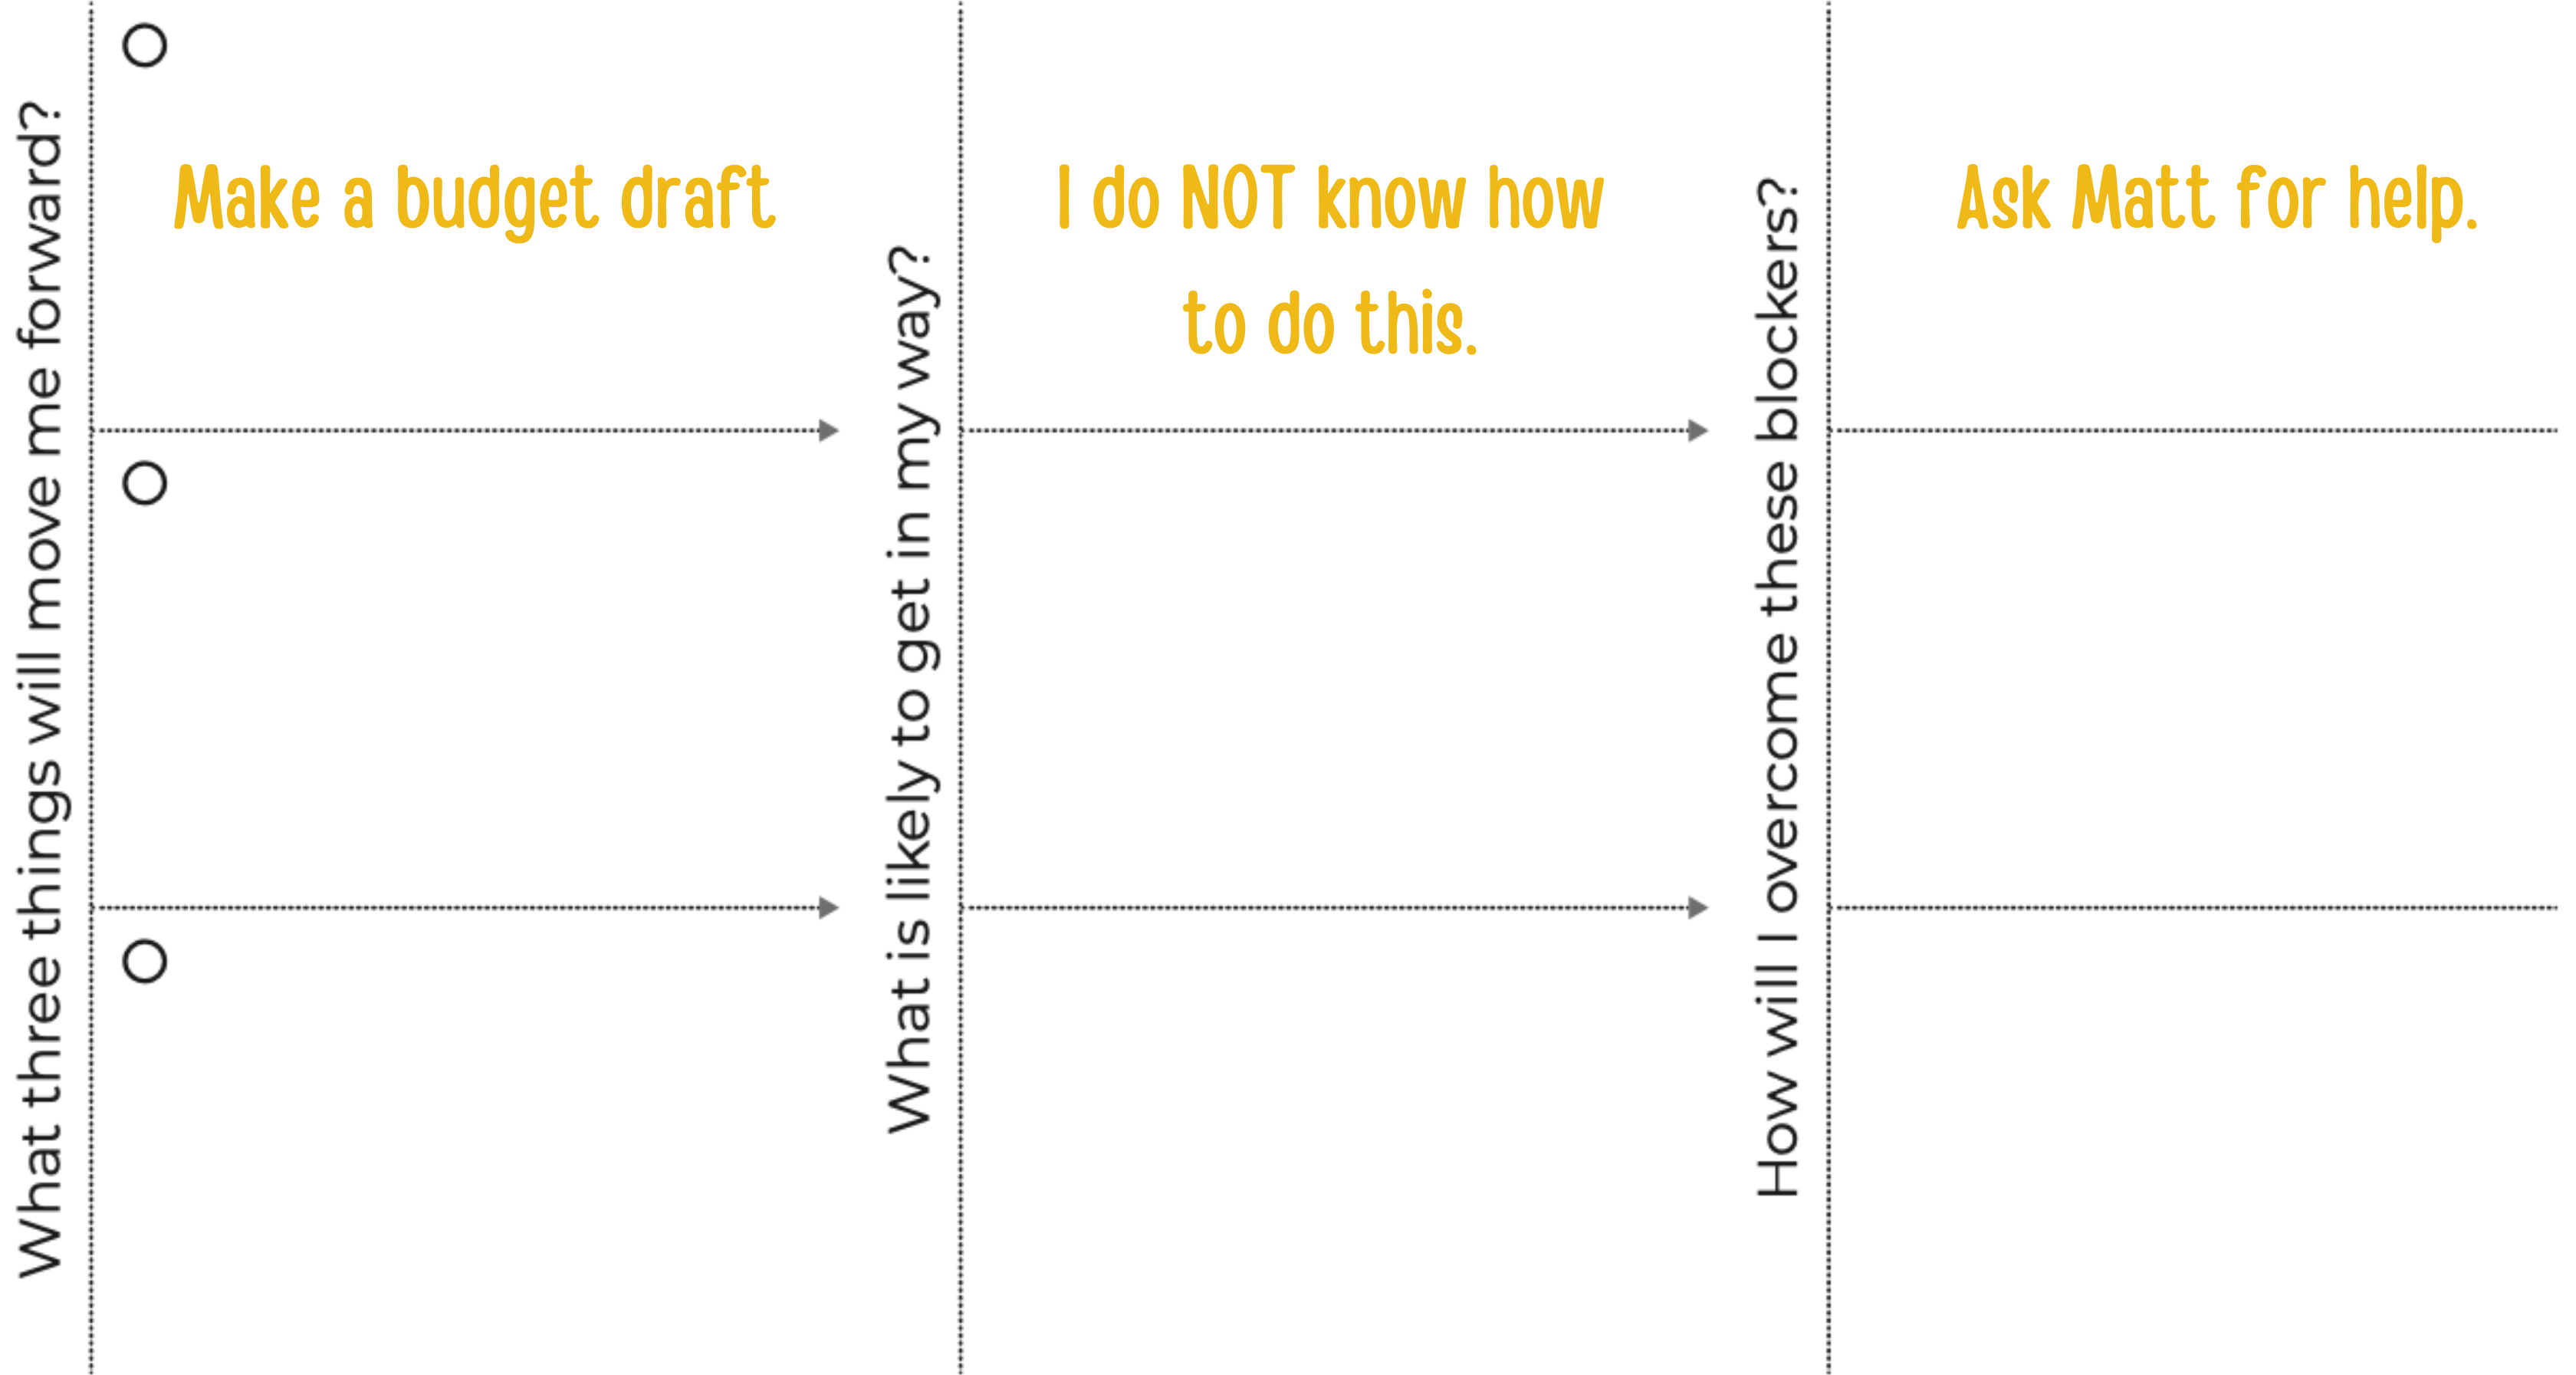 What three things will move me forward?
Make a budget draft
What is likely to get in my way?
I do NOT know how
to do this.
How will I overcome these blockers?
Ask Matt for help.